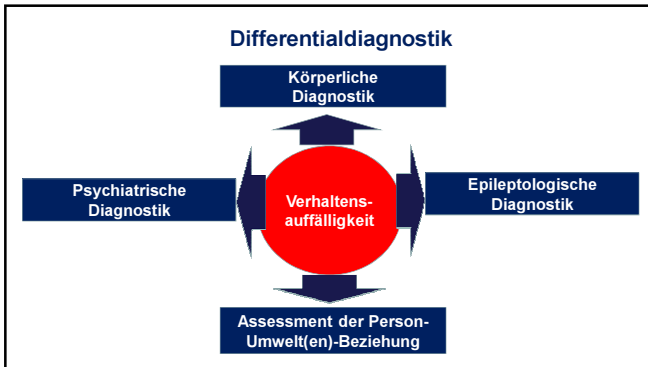 Differentialdiagnostik
Körperliche
Diagnostik
Psychiatrische
Diagnostik
Verhaltens-
auffälligkeit
Epileptologische
Diagnostik
Assessment der Person-
Umwelt(en)-Beziehung